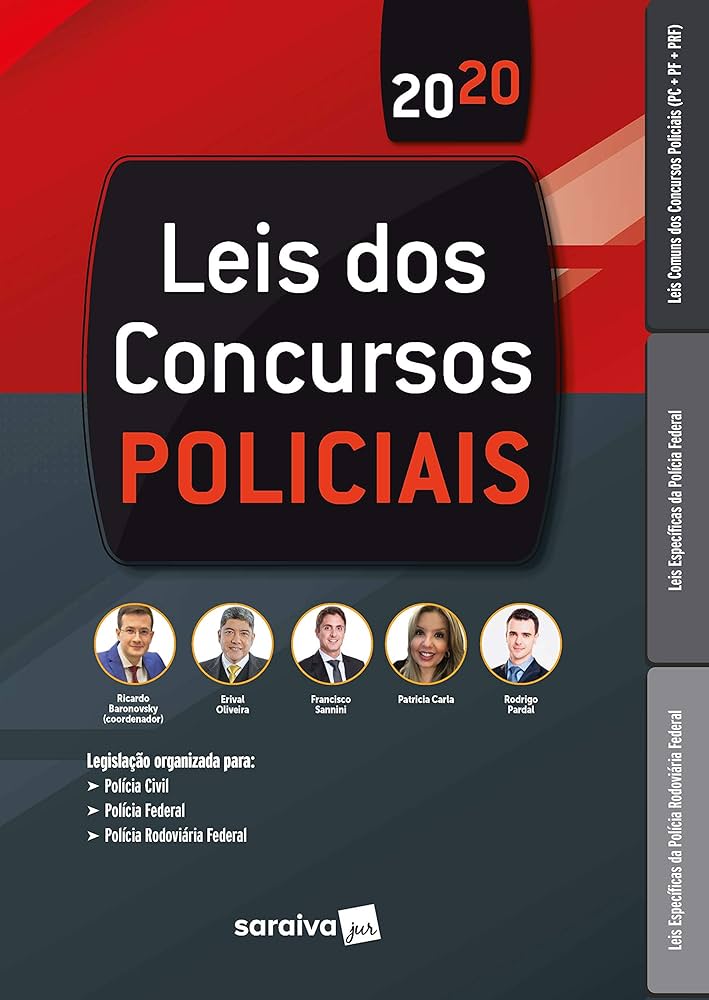 2020
Leis dos
Concursos
POLICIAIS
Ricardo
Baronovsky
(coordenador)
Erival
Oliveira
Francisco
Sannini
Patricia Carla
Rodrigo
Pardal
Legislação organizada para:
➤ Polícia Civil
➤ Polícia Federal
➤ Polícia Rodoviária Federal
saraiva jur
Leis Comuns dos Concursos Policiais (PC + PF + PRF)
Leis Específicas da Polícia Federal
Leis Específicas da Polícia Rodoviária Federal